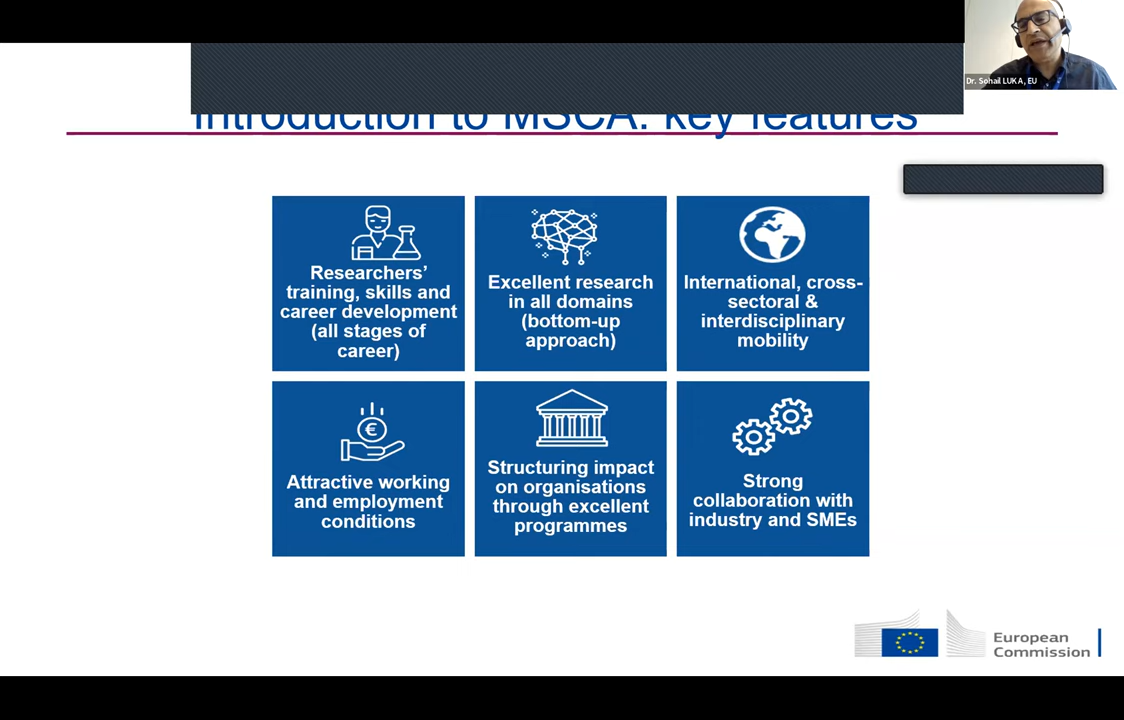 Dr. Sohail LUKA, EU
Introduction to MSCA: key features
Researchers’
training, skills and
career development
(all stages of
career)
Excellent research
in all domains
(bottom-up
approach)
International, cross-
sectoral &
interdisciplinary
mobility
€
Attractive working
and employment
conditions
Structuring impact
on organisations
through excellent
programmes
Strong
collaboration with
industry and SMEs
European
Commission